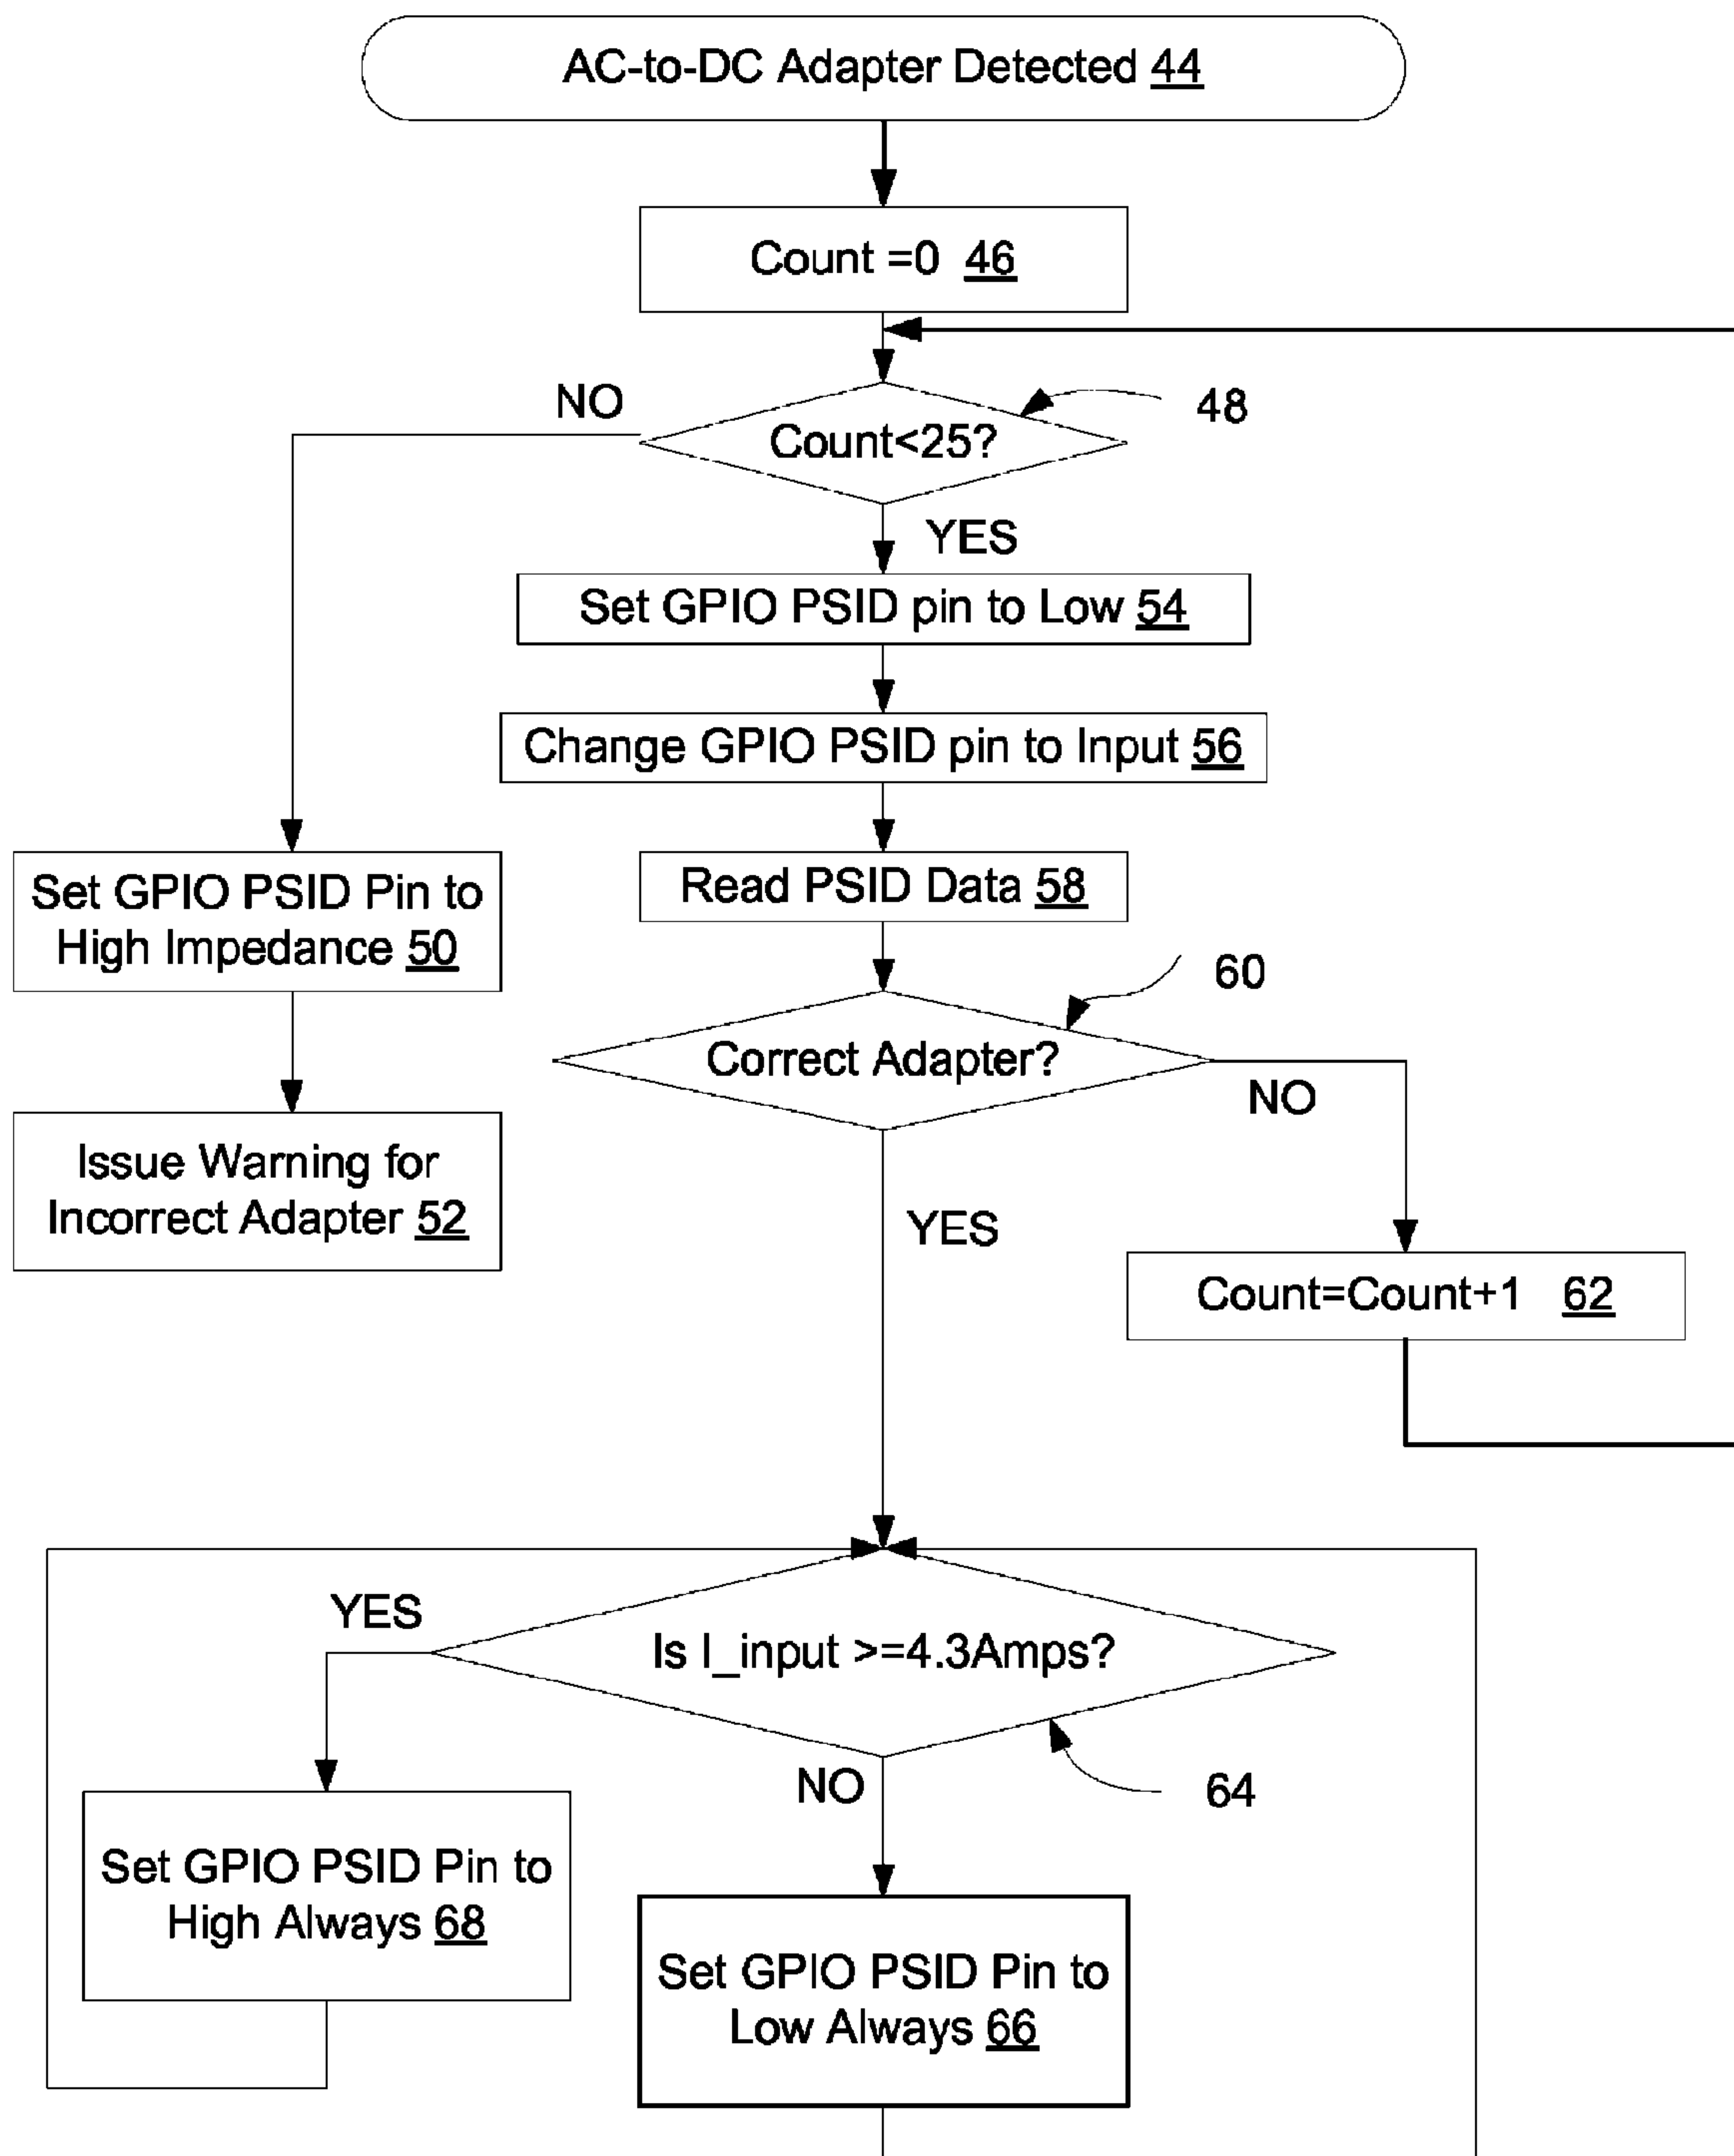 AC-to-DC Adapter Detected 44
Count =0 46
NO
48
Count<25?
YES
Set GPIO PSID pin to Low 54
Change GPIO PSID pin to Input 56
Set GPIO PSID Pin to
High Impedance 50
Read PSID Data 58
60
Correct Adapter?
NO
Issue Warning for
Incorrect Adapter 52
YES
Count=Count+1 62
YES
Is I_input >=4.3Amps?
NO
64
Set GPIO PSID Pin to
High Always 68
Set GPIO PSID Pin to
Low Always 66